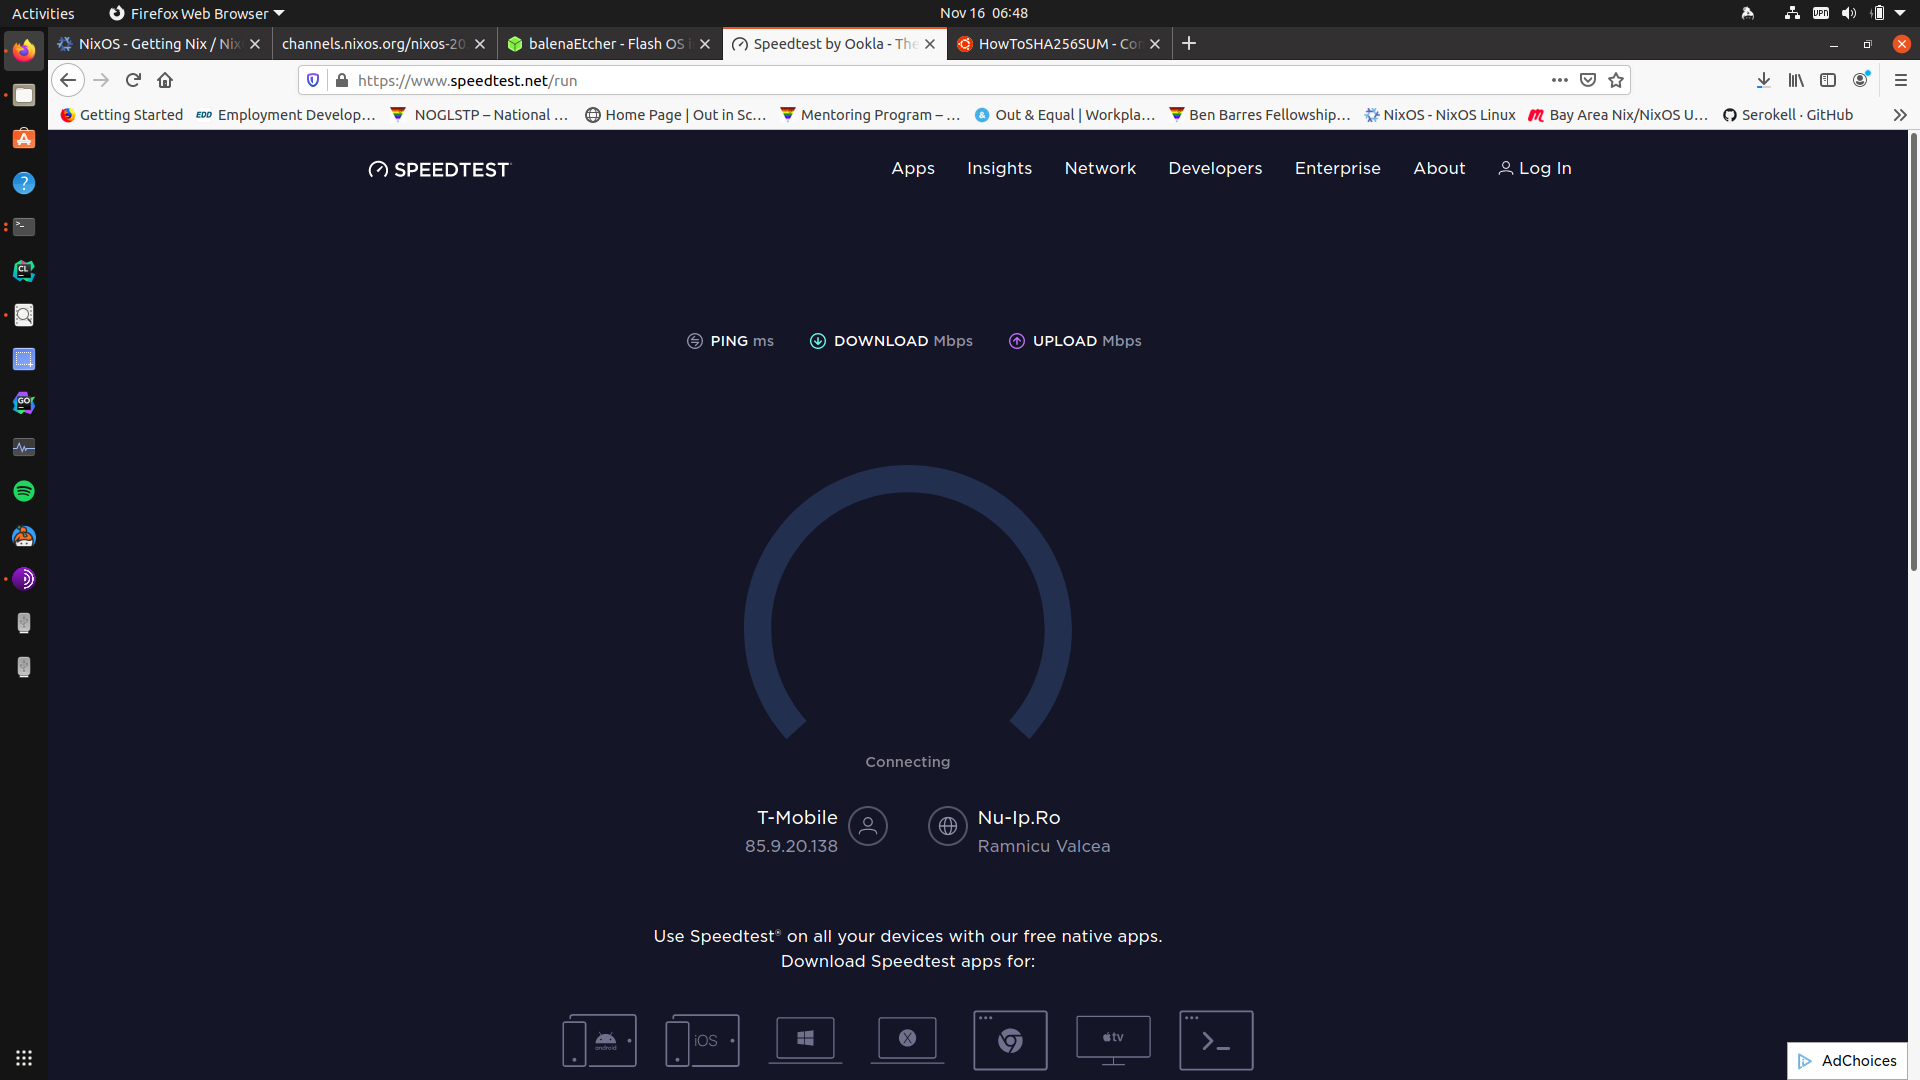 Activities
Firefox Web Browser
Nov 16 06:48
VPN
NixOS - Getting Nix / Nix
channels.nixos.org/nixos-20
balenaEtcher - Flash OS i
Speedtest by Ookla - The
HowToSHA256SUM - Co
https://www.speedtest.net/run
Getting Started
EDD Employment Develop…
NOGLSTP – National …
Home Page | Out in Sc…
Mentoring Program – …
Out & Equal | Workpla…
Ben Barres Fellowship…
NixOS - NixOS Linux
Bay Area Nix/NixOS U…
Serokell · GitHub
SPEEDTEST
Apps
Insights
Network
Developers
Enterprise
About
Log In
PING ms
DOWNLOAD Mbps
UPLOAD Mbps
CL
GO
Connecting
T-Mobile
85.9.20.138
Nu-Ip.Ro
Ramnicu Valcea
Use Speedtest® on all your devices with our free native apps.
Download Speedtest apps for:
android
iOS
X
tv
AdChoices